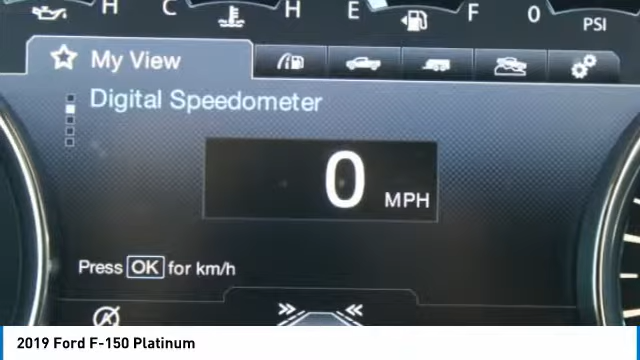 H C H E F 0 PSI
My View
Digital Speedometer
0 MPH
Press OK for km/h
2019 Ford F-150 Platinum